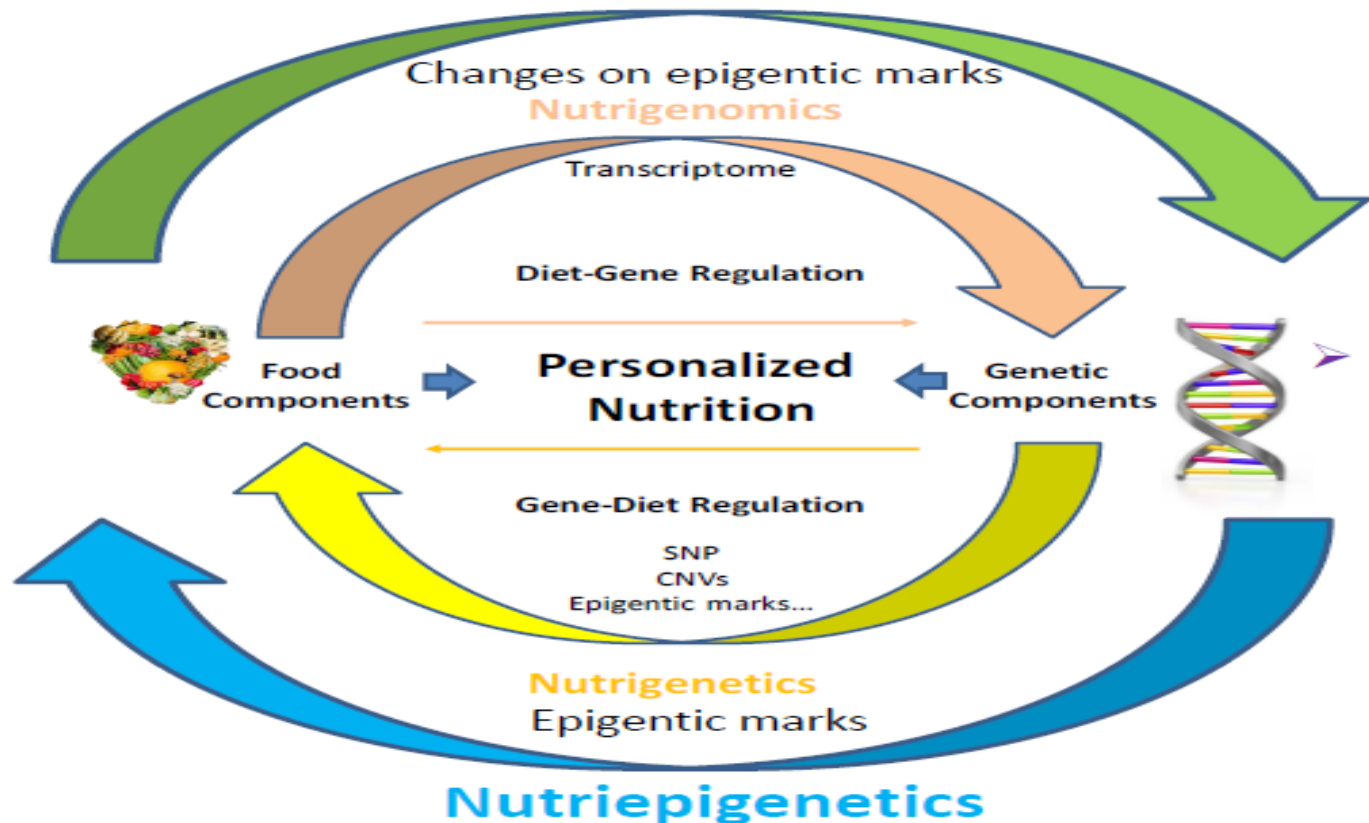 Changes on epigentic marks
Nutrigenomics
Transcriptome
Diet-Gene Regulation
Food
Components
Personalized
Nutrition
Genetic
Components
Gene-Diet Regulation
SNP
CNVs
Epigentic marks...
Nutrigenetics
Epigentic marks
Nutriepigenetics